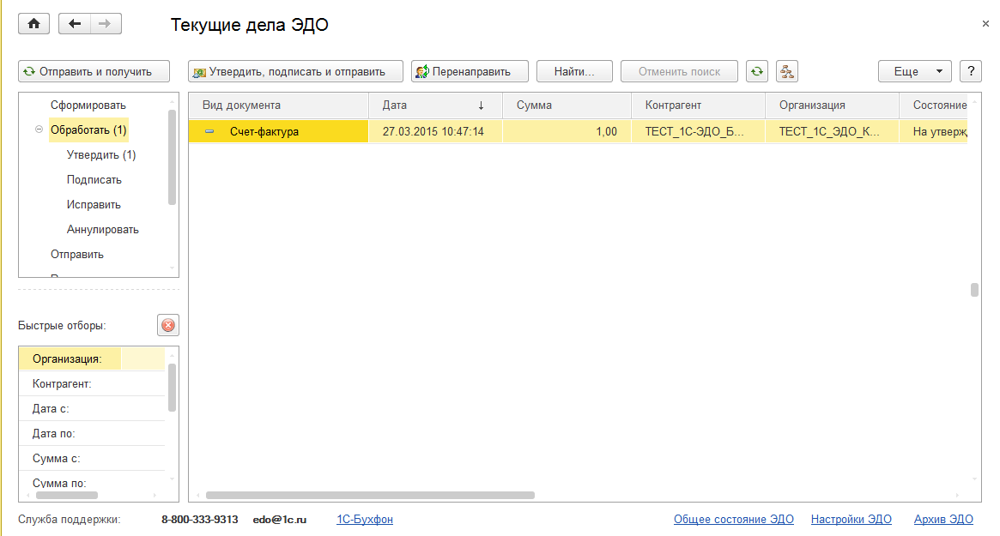 Текущие дела ЭДО
Отправить и получить
Утвердить, подписать и отправить
Перенаправить
Найти...
Отменить поиск
Еще
?
Сформировать
Обработать (1)
Утвердить (1)
Подписать
Исправить
Аннулировать
Отправить
Вид документа Дата ↓ Сумма Контрагент Организация Состояние
Счет-фактура 27.03.2015 10:47:14 1,00 ТЕСТ_1С-ЭДО_Б... ТЕСТ_1С_ЭДО_К... На утверж
Быстрые отборы:
Организация:
Контрагент:
Дата с:
Дата по:
Сумма с:
Сумма по:
Служба поддержки: 8-800-333-9313 edo@1c.ru 1С-Бухфон Общее состояние ЭДО Настройки ЭДО Архив ЭДО